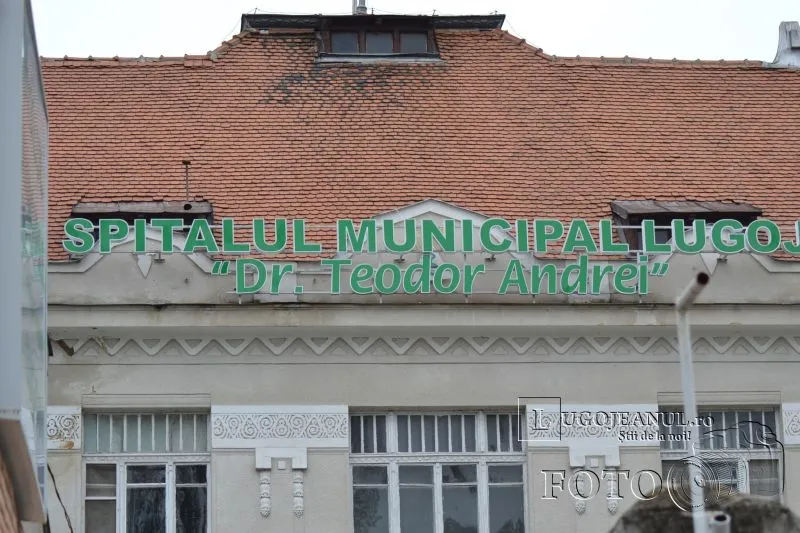 SPITALUL MUNICIPAL LUGOJ
"Dr. Teodor Andrei"
LUGOJEANUL.ro
Știi de la noi!
FOTO